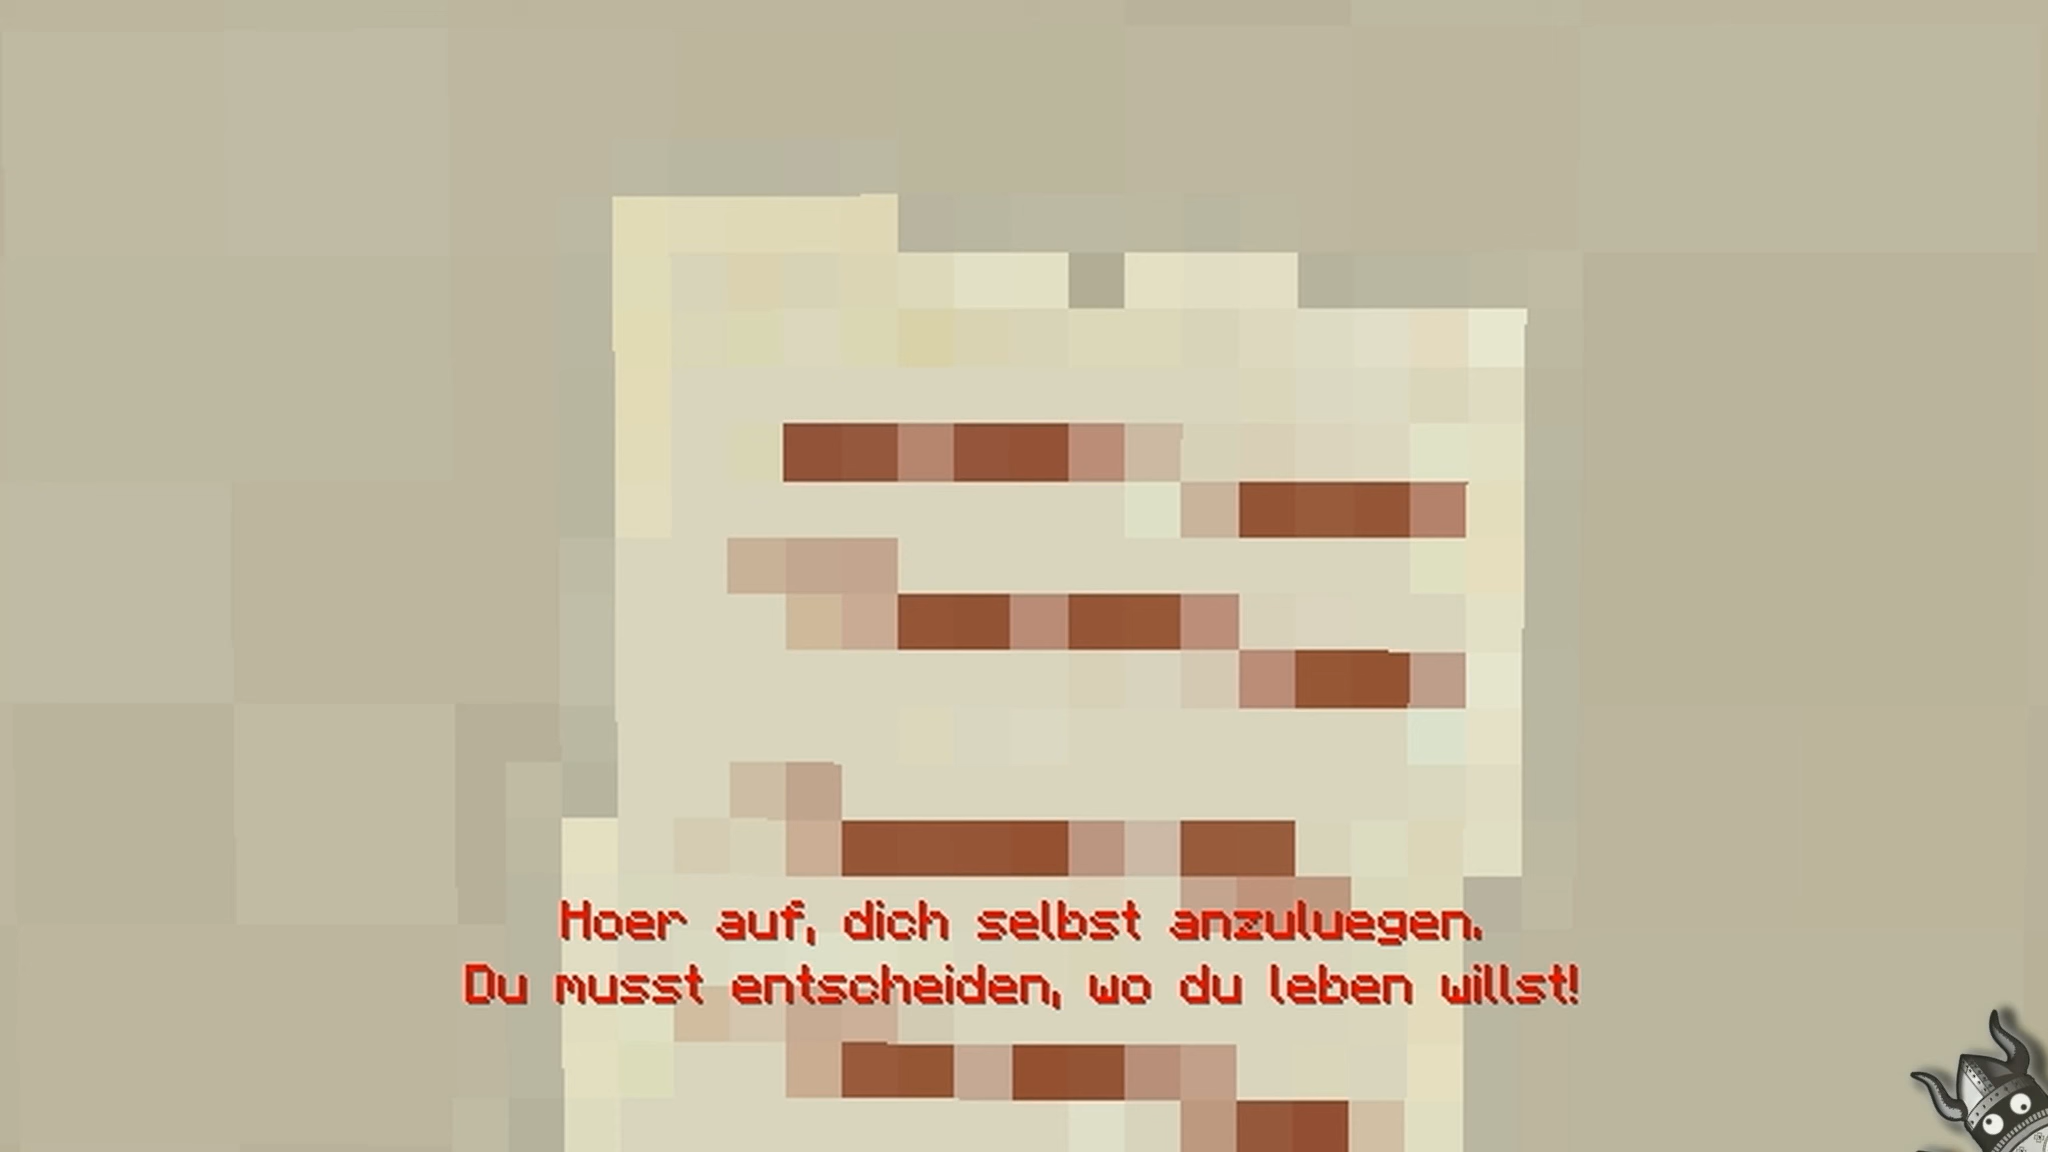 Hoer auf, dich selbst anzuluegen.
Du musst entscheiden, wo du leben willst!